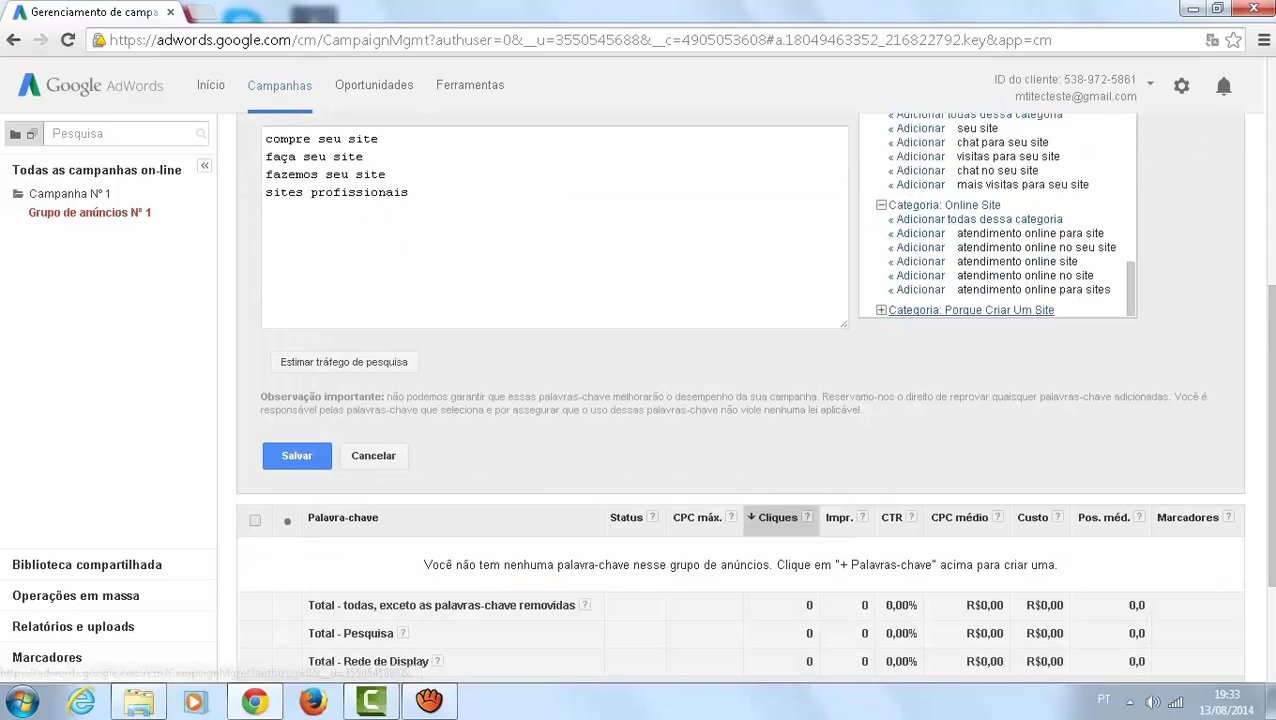 Gerenciamento de campa
https://adwords.google.com/cm/CampaignMgmt?authuser=0&__u=3550545688&__c=4905053608#a.18049463352_216822792.key&app=cm
Google AdWords
Início
Campanhas
Oportunidades
Ferramentas
ID do cliente: 538-972-5861
mtitecteste@gmail.com
Pesquisa
Todas as campanhas on-line
Campanha Nº 1
Grupo de anúncios Nº 1
Biblioteca compartilhada
Operações em massa
Relatórios e uploads
Marcadores
compre seu site
faça seu site
fazemos seu site
sites profissionais
« Adicionar todas dessa categoria
« Adicionar seu site
« Adicionar chat para seu site
« Adicionar visitas para seu site
« Adicionar chat no seu site
« Adicionar mais visitas para seu site
Categoria: Online Site
« Adicionar todas dessa categoria
« Adicionar atendimento online para site
« Adicionar atendimento online no seu site
« Adicionar atendimento online site
« Adicionar atendimento online no site
« Adicionar atendimento online para sites
Categoria: Porque Criar Um Site
Estimar tráfego de pesquisa
Observação importante: não podemos garantir que essas palavras-chave melhorarão o desempenho da sua campanha. Reservamo-nos o direito de reprovar quaisquer palavras-chave adicionadas. Você é
responsável pelas palavras-chave que seleciona e por assegurar que o uso dessas palavras-chave não viole nenhuma lei aplicável.
Salvar
Cancelar
Palavra-chave Status ? CPC máx. ? Cliques ? Impr. ? CTR ? CPC médio ? Custo ? Pos. méd. ? Marcadores ?
Você não tem nenhuma palavra-chave nesse grupo de anúncios. Clique em "+ Palavras-chave" acima para criar uma.
Total - todas, exceto as palavras-chave removidas ? 0 0 0,00% R$0,00 R$0,00 0,0
Total - Pesquisa ? 0 0 0,00% R$0,00 R$0,00 0,0
Total - Rede de Display ? 0 0 0,00% R$0,00 R$0,00 0,0
PT
19:33
13/08/2014